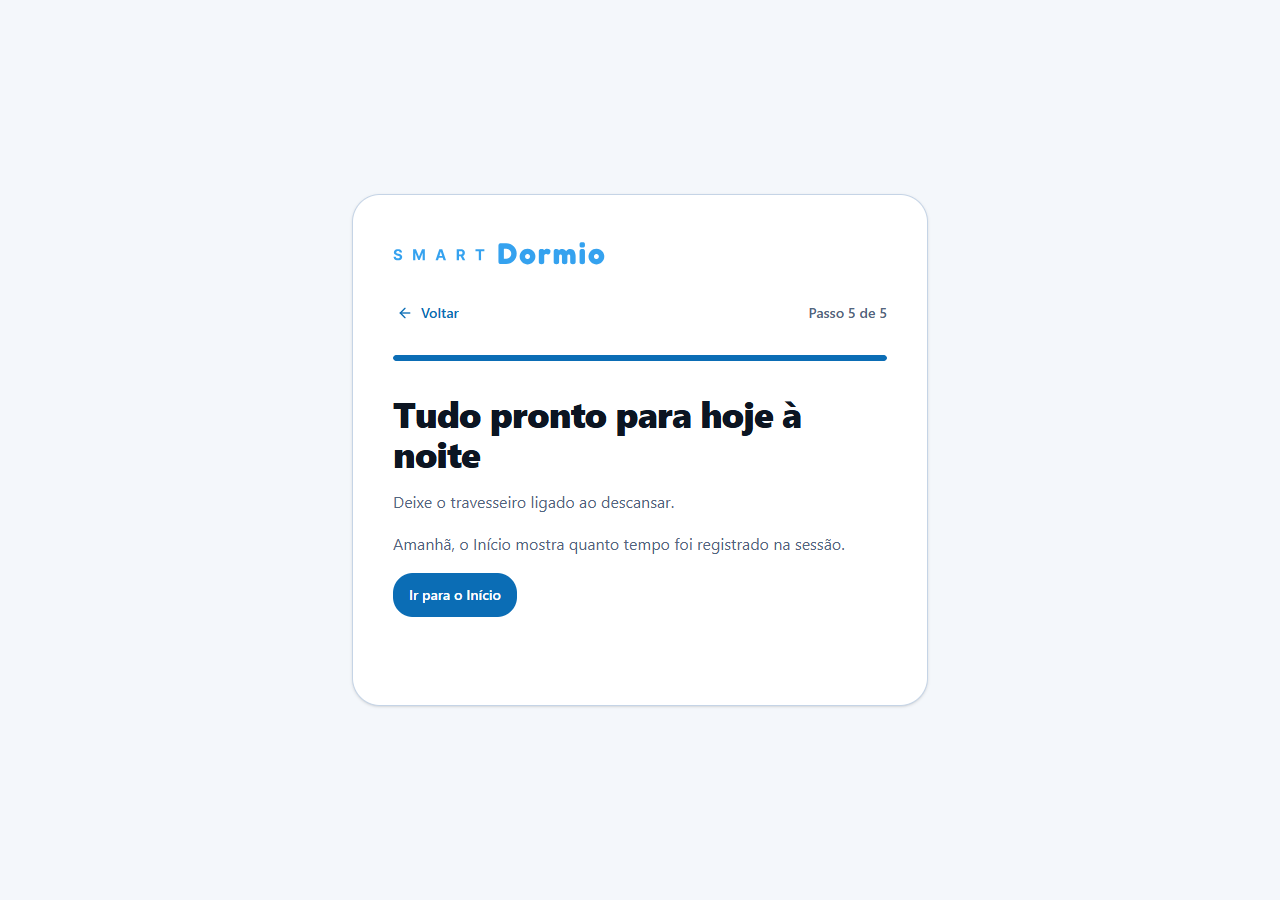 SMART Dormio
Voltar
Passo 5 de 5
Tudo pronto para hoje à
noite
Deixe o travesseiro ligado ao descansar.
Amanhã, o Início mostra quanto tempo foi registrado na sessão.
Ir para o Início